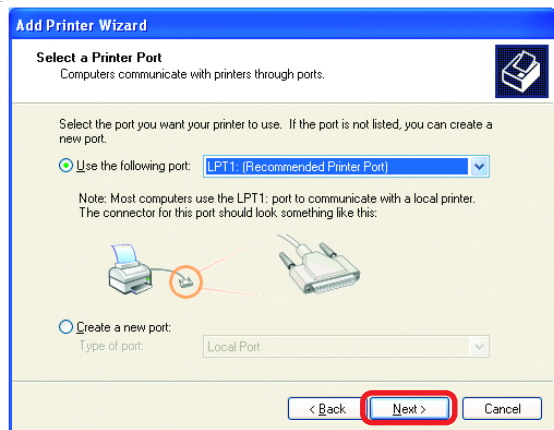 Add Printer Wizard
Select a Printer Port
Computers communicate with printers through ports.
Select the port you want your printer to use. If the port is not listed, you can create a
new port.
Use the following port: LPT1: (Recommended Printer Port)
Note: Most computers use the LPT1: port to communicate with a local printer.
The connector for this port should look something like this:
Create a new port:
Type of port: Local Port
< Back Next > Cancel